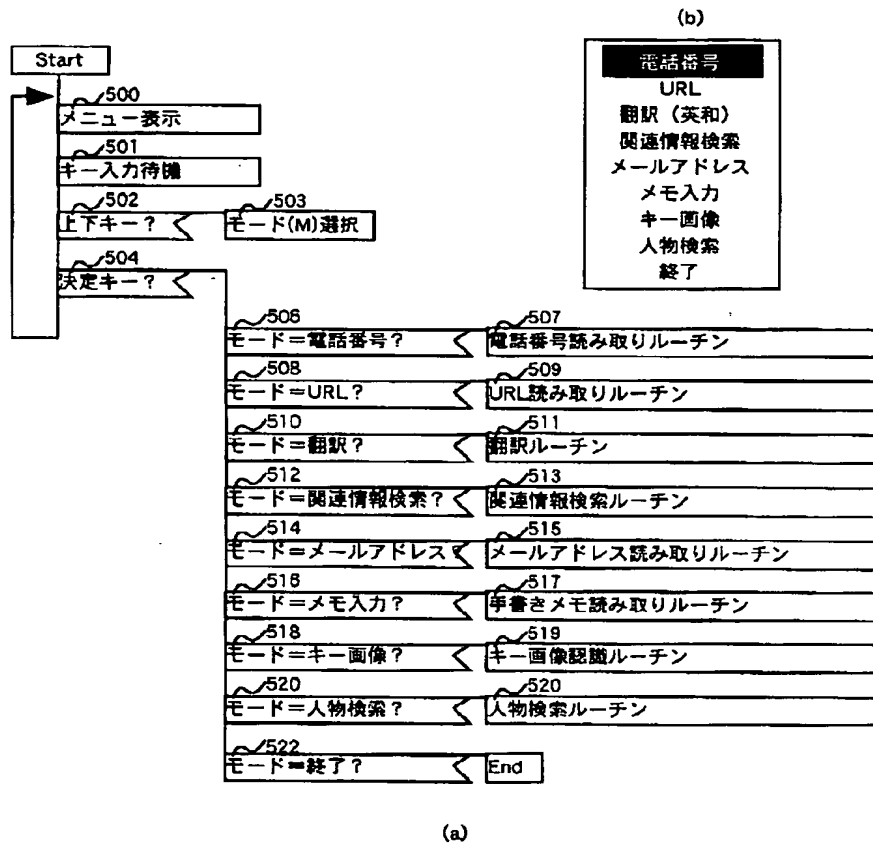 (b)
電話番号
URL
翻訳（英和）
関連情報検索
メールアドレス
メモ入力
キー画像
人物検索
終了
Start
500
メニュー表示
501
キー入力待機
502
上下キー？
503
モード(M)選択
504
決定キー？
506
モード＝電話番号？
507
電話番号読み取りルーチン
508
モード＝URL？
509
URL読み取りルーチン
510
モード＝翻訳？
511
翻訳ルーチン
512
モード＝関連情報検索？
513
関連情報検索ルーチン
514
モード＝メールアドレス？
515
メールアドレス読み取りルーチン
516
モード＝メモ入力？
517
手書きメモ読み取りルーチン
518
モード＝キー画像？
519
キー画像認識ルーチン
520
モード＝人物検索？
520
人物検索ルーチン
522
モード＝終了？
End
(a)